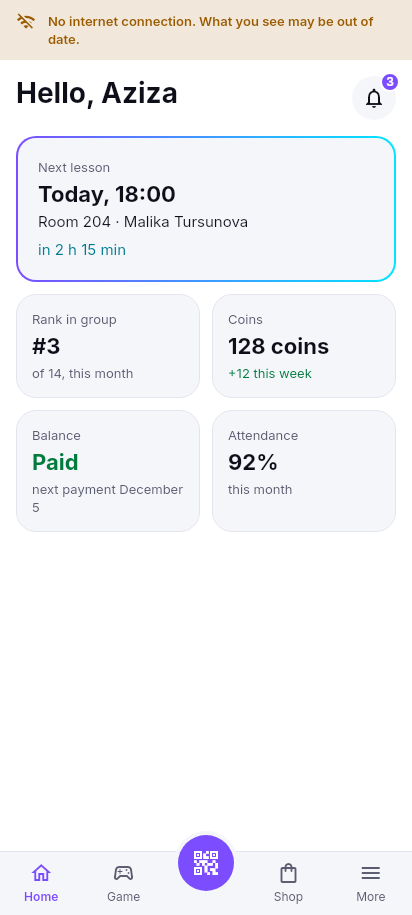 No internet connection. What you see may be out of
date.
Hello, Aziza
3
Next lesson
Today, 18:00
Room 204 · Malika Tursunova
in 2 h 15 min
Rank in group
#3
of 14, this month
Coins
128 coins
+12 this week
Balance
Paid
next payment December
5
Attendance
92%
this month
Home
Game
Shop
More